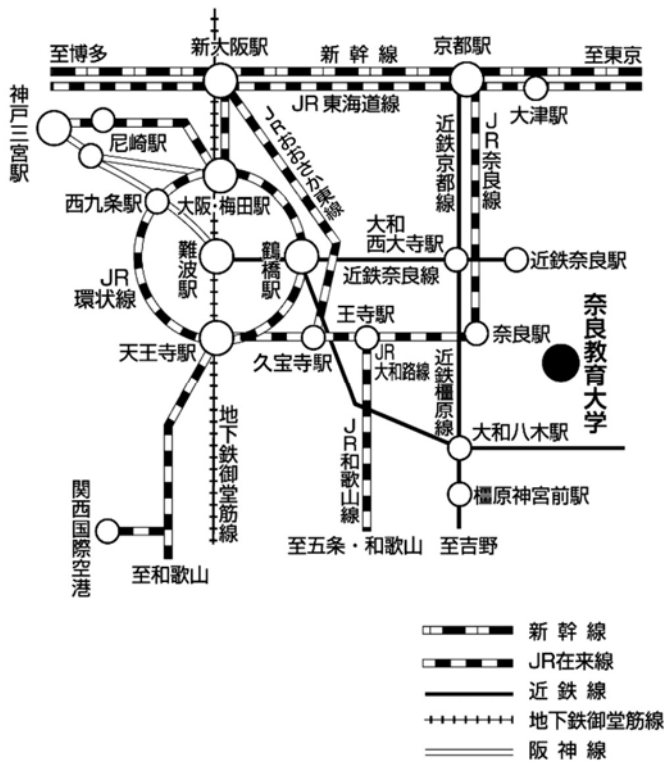 新大阪駅
京都駅
至博多
新幹線
至東京
JR東海道線
大津駅
神戸三宮駅
尼崎駅
JRおおさか東線
近鉄京都線
JR奈良線
西九条駅
大阪・梅田駅
大和
西大寺駅
難波駅
鶴橋駅
近鉄奈良線
近鉄奈良駅
JR
環状線
奈良教育大学
天王寺駅
久宝寺駅
王寺駅
JR
大和路線
奈良駅
近鉄橿原線
地下鉄御堂筋線
JR和歌山線
大和八木駅
関西国際空港
橿原神宮前駅
至和歌山
至五条・和歌山
至吉野
新幹線
JR在来線
近鉄線
地下鉄御堂筋線
阪神線